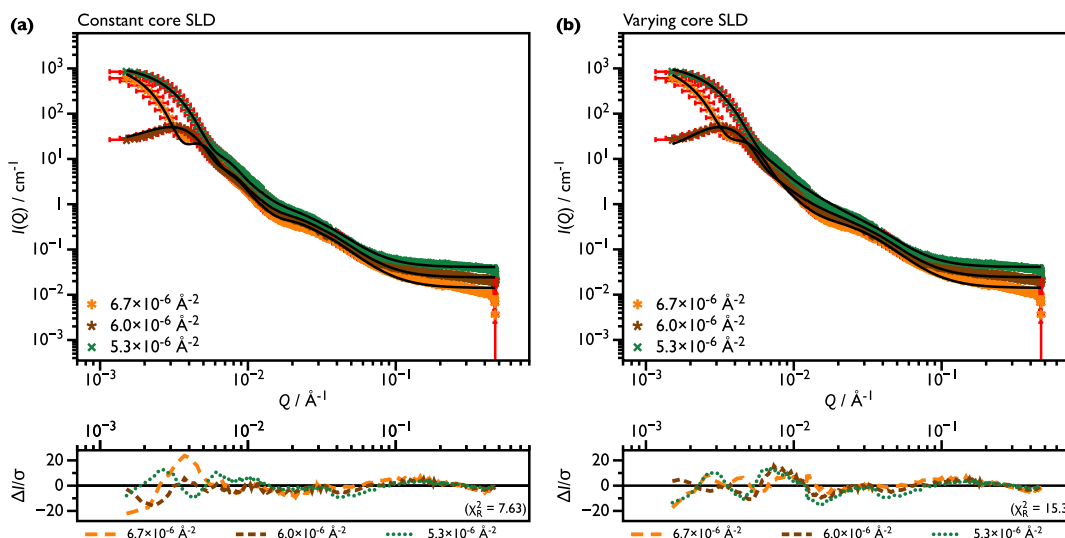 (a) Constant core SLD
I(Q) / cm⁻¹
10³
10²
10
1
10⁻¹
10⁻²
10⁻³
6.7×10⁻⁶ Å⁻²
6.0×10⁻⁶ Å⁻²
5.3×10⁻⁶ Å⁻²
10⁻³ 10⁻² 10⁻¹
Q / Å⁻¹
10⁻³ 10⁻² 10⁻¹
ΔI/σ
20
0
−20
(χ²R = 7.63)
6.7×10⁻⁶ Å⁻² 6.0×10⁻⁶ Å⁻² 5.3×10⁻⁶ Å⁻²
(b) Varying core SLD
I(Q) / cm⁻¹
10³
10²
10
1
10⁻¹
10⁻²
10⁻³
6.7×10⁻⁶ Å⁻²
6.0×10⁻⁶ Å⁻²
5.3×10⁻⁶ Å⁻²
10⁻³ 10⁻² 10⁻¹
Q / Å⁻¹
10⁻³ 10⁻² 10⁻¹
ΔI/σ
20
0
−20
(χ²R = 15.3
6.7×10⁻⁶ Å⁻² 6.0×10⁻⁶ Å⁻² 5.3×10⁻⁶ Å⁻²